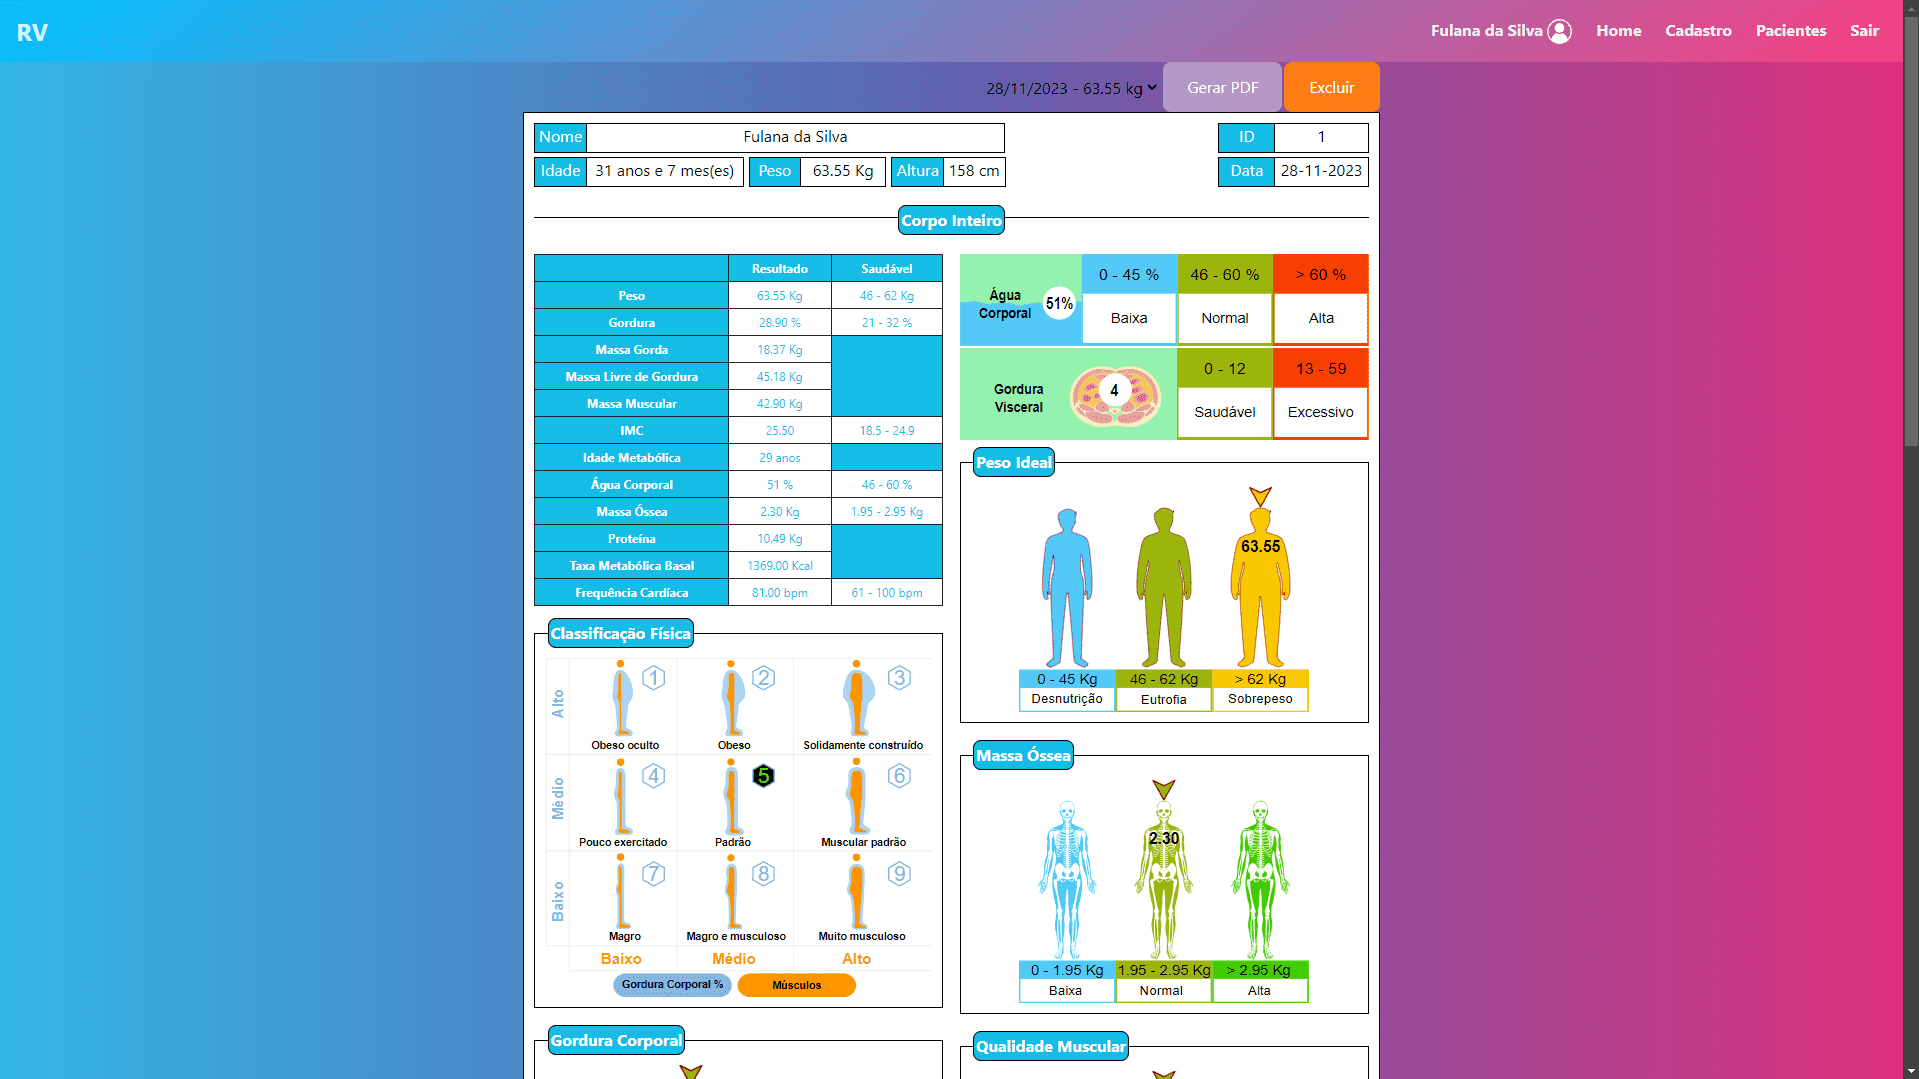 RV
Fulana da Silva Home Cadastro Pacientes Sair
28/11/2023 - 63.55 kg Gerar PDF Excluir
Nome Fulana da Silva ID 1
Idade 31 anos e 7 mes(es) Peso 63.55 Kg Altura 158 cm Data 28-11-2023
Corpo Inteiro
Resultado Saudável
Peso 63.55 Kg 46 - 62 Kg
Gordura 28.90 % 21 - 32 %
Massa Gorda 18.37 Kg
Massa Livre de Gordura 45.18 Kg
Massa Muscular 42.90 Kg
IMC 25.50 18.5 - 24.9
Idade Metabólica 29 anos
Água Corporal 51 % 46 - 60 %
Massa Óssea 2.30 Kg 1.95 - 2.95 Kg
Proteína 10.49 Kg
Taxa Metabólica Basal 1369.00 Kcal
Frequência Cardíaca 81.00 bpm 61 - 100 bpm
Água
Corporal
51%
0 - 45 % 46 - 60 % > 60 %
Baixa Normal Alta
Gordura
Visceral
4
0 - 12 13 - 59
Saudável Excessivo
Peso Ideal
63.55
0 - 45 Kg 46 - 62 Kg > 62 Kg
Desnutrição Eutrofia Sobrepeso
Classificação Física
Alto
1 2 3
Obeso oculto Obeso Solidamente construído
Médio
4 5 6
Pouco exercitado Padrão Muscular padrão
Baixo
7 8 9
Magro Magro e musculoso Muito musculoso
Baixo Médio Alto
Gordura Corporal % Músculos
Massa Óssea
2.30
0 - 1.95 Kg 1.95 - 2.95 Kg > 2.95 Kg
Baixa Normal Alta
Gordura Corporal
Qualidade Muscular